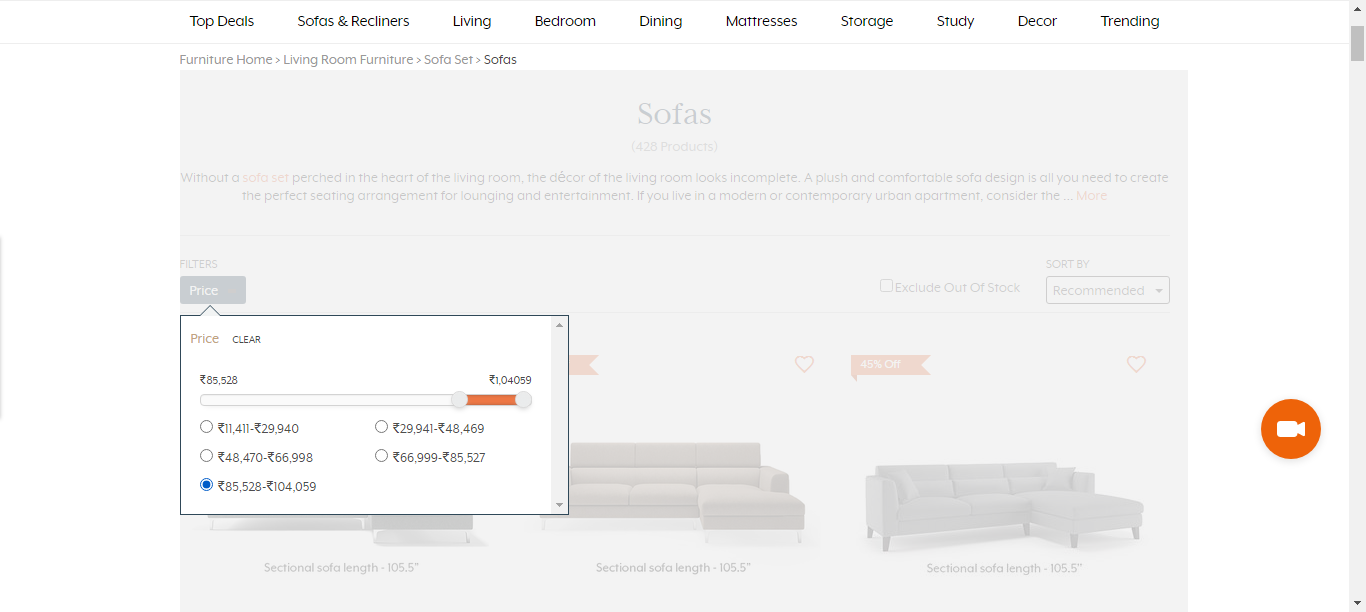 Top Deals Sofas & Recliners Living Bedroom Dining Mattresses Storage Study Decor Trending
Furniture Home > Living Room Furniture > Sofa Set > Sofas
Sofas
(428 Products)
Without a sofa set perched in the heart of the living room, the décor of the living room looks incomplete. A plush and comfortable sofa design is all you need to create
the perfect seating arrangement for lounging and entertainment. If you live in a modern or contemporary urban apartment, consider the ... More
FILTERS
SORT BY
Price
Exclude Out Of Stock
Recommended
Price CLEAR
₹85,528 ₹1,04059
₹11,411-₹29,940 ₹29,941-₹48,469
₹48,470-₹66,998 ₹66,999-₹85,527
₹85,528-₹104,059
45% Off
Sectional sofa length - 105.5"
Sectional sofa length - 105.5"
Sectional sofa length - 105.5"